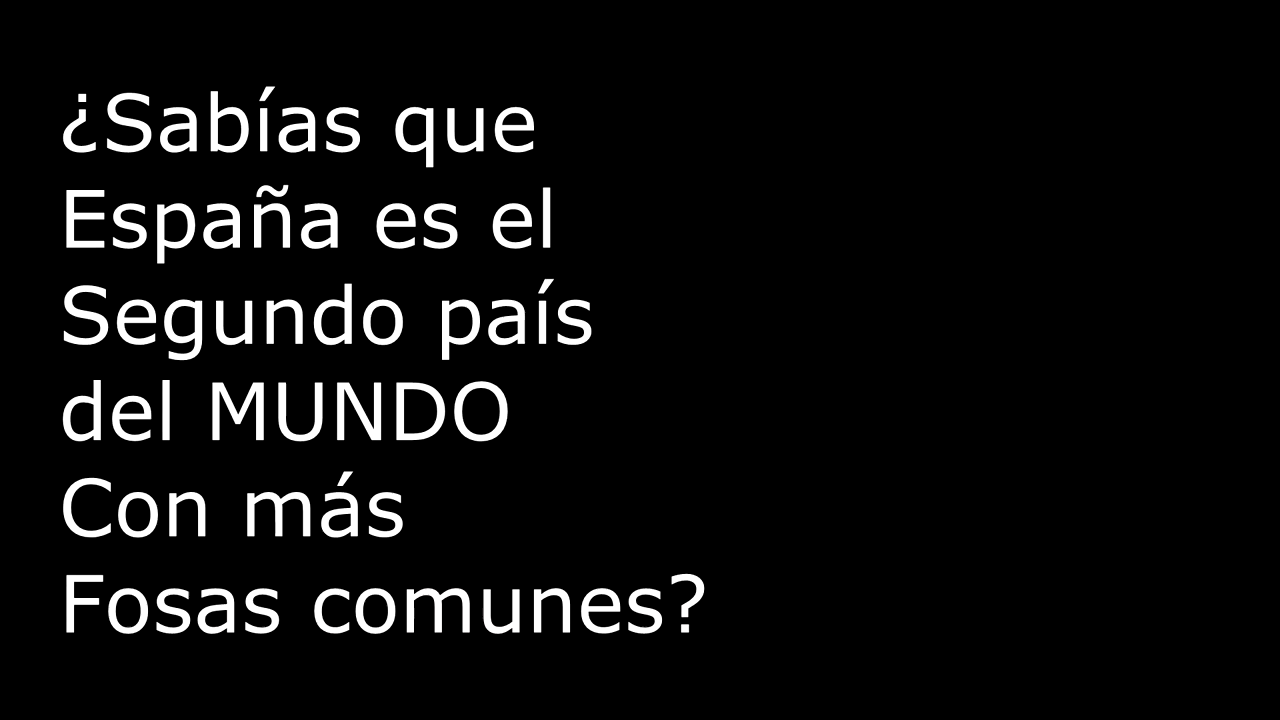 ¿Sabías que
España es el
Segundo país
del MUNDO
Con más
Fosas comunes?